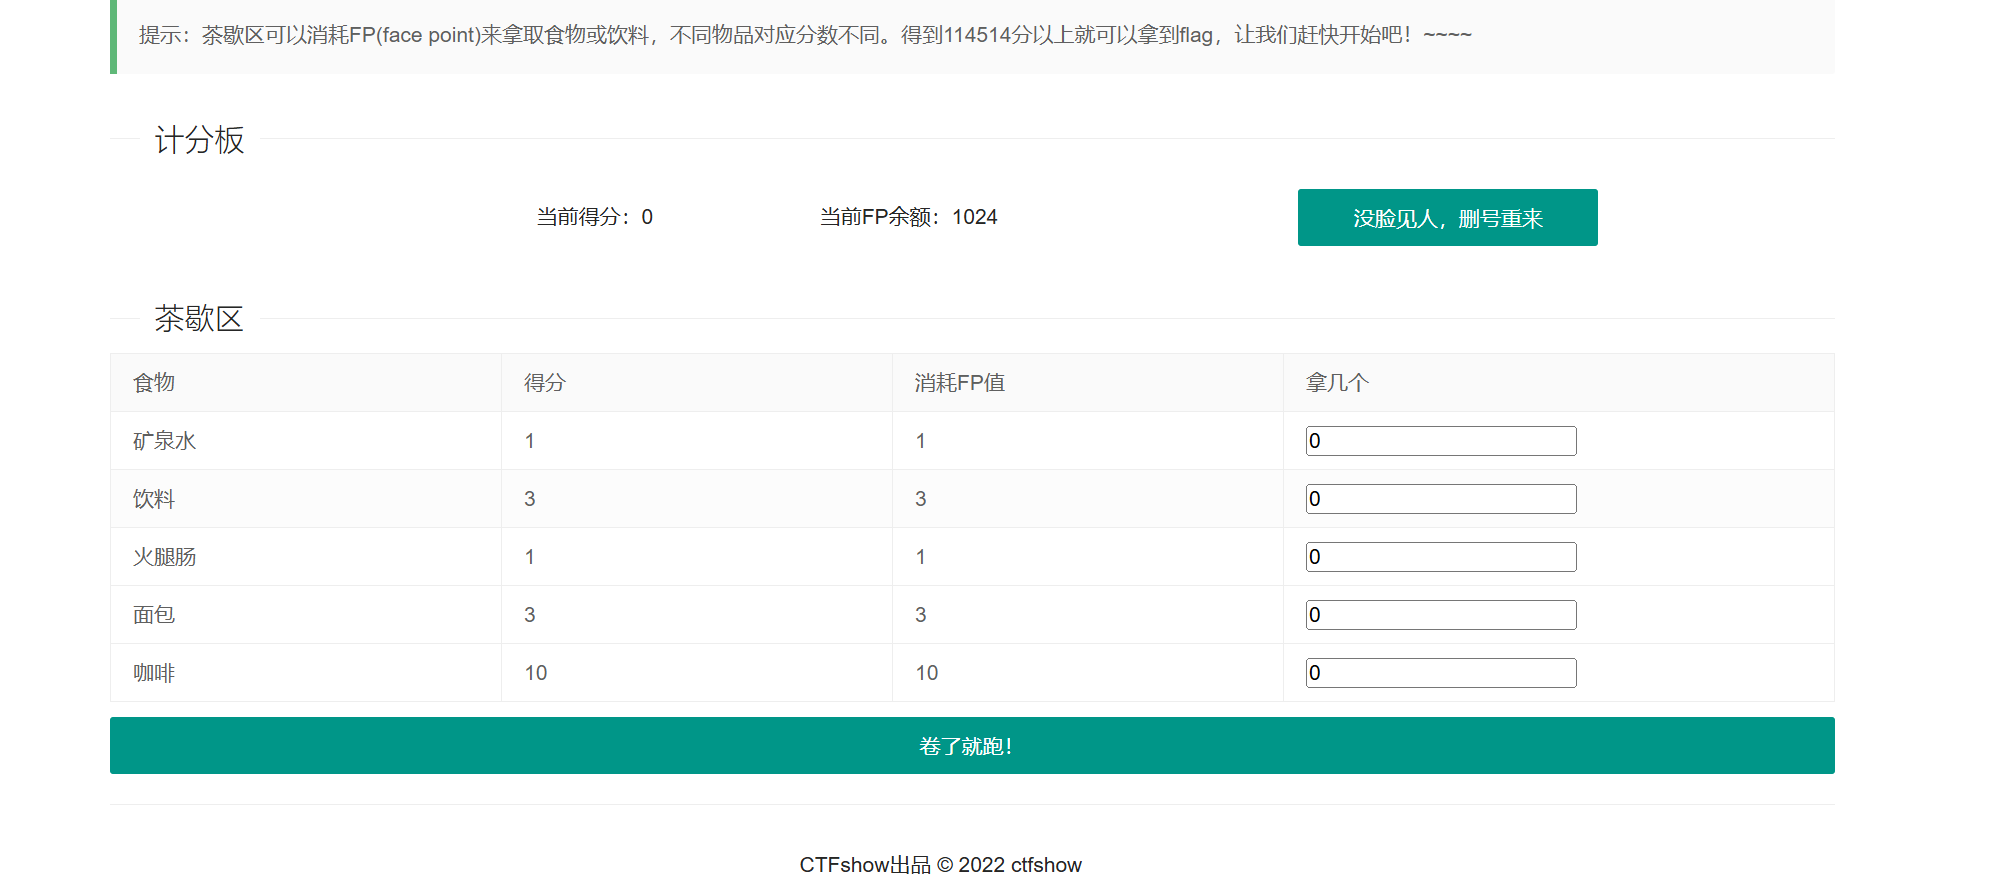 提示：茶歇区可以消耗FP(face point)来拿取食物或饮料，不同物品对应分数不同。得到114514分以上就可以拿到flag，让我们赶快开始吧！~~~~
计分板
当前得分：0 当前FP余额：1024 没脸见人，删号重来
茶歇区
食物 得分 消耗FP值 拿几个
矿泉水 1 1 0
饮料 3 3 0
火腿肠 1 1 0
面包 3 3 0
咖啡 10 10 0
卷了就跑！
CTFshow出品 © 2022 ctfshow